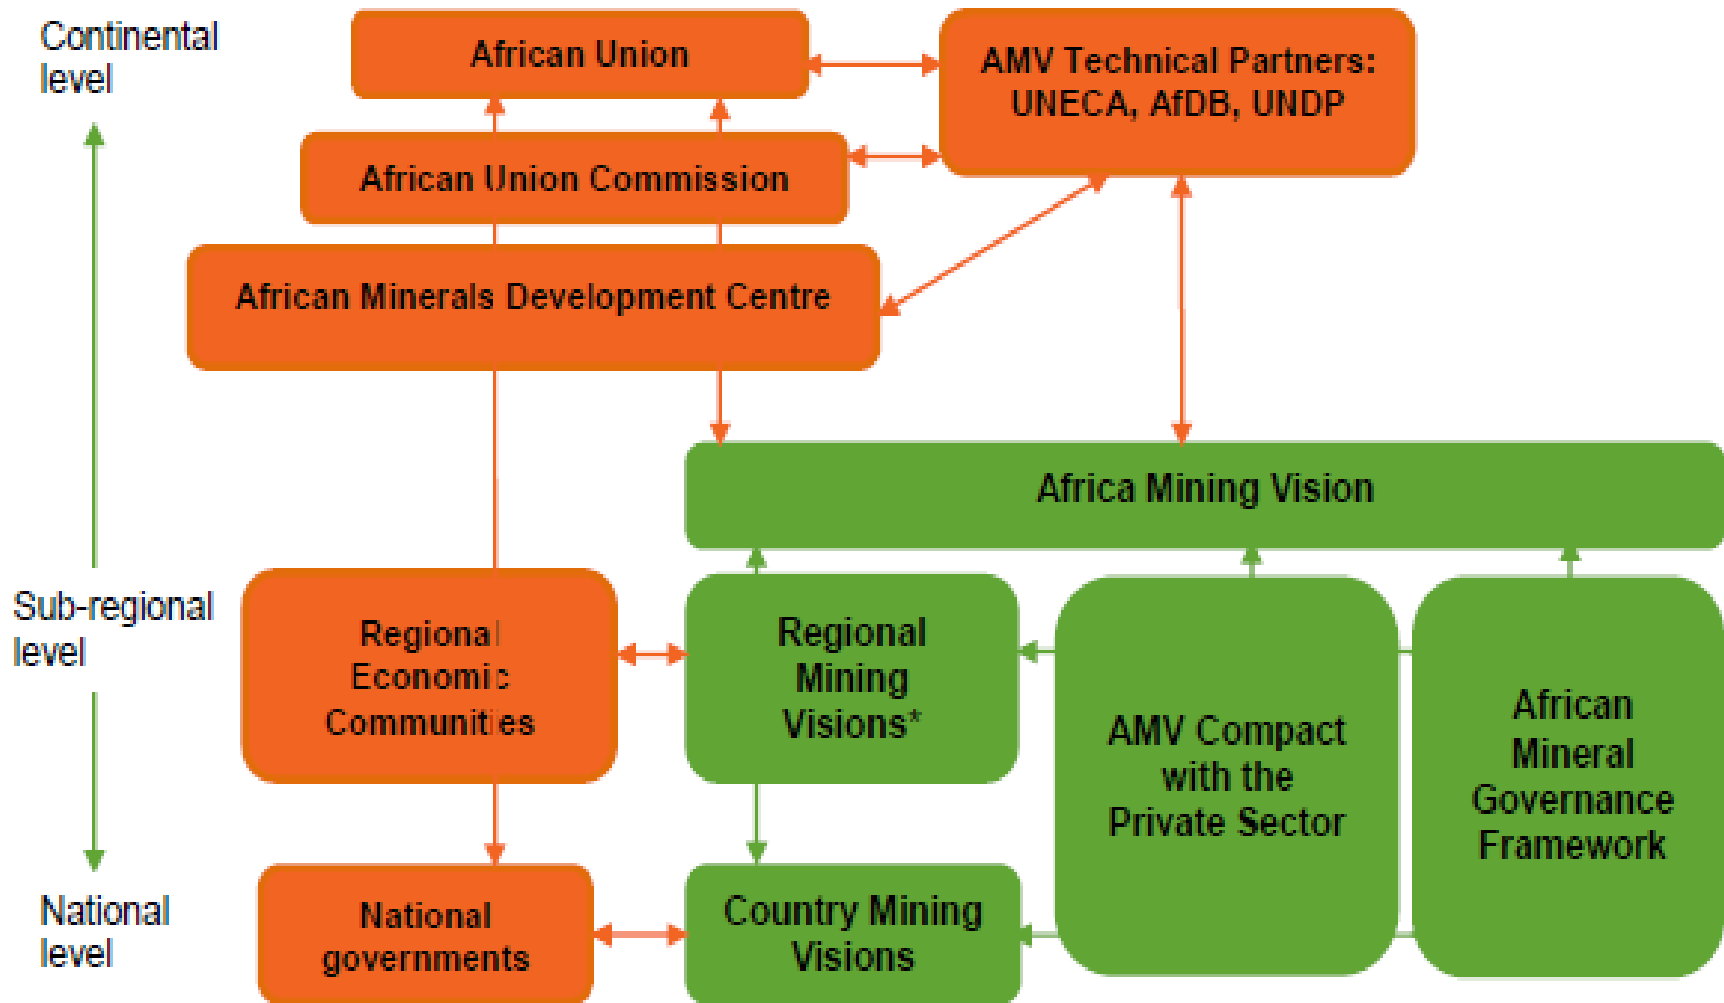 Continental
level
African Union
AMV Technical Partners:
UNECA, AfDB, UNDP
African Union Commission
African Minerals Development Centre
Africa Mining Vision
Sub-regional
level
Regional
Economic
Communities
Regional
Mining
Visions*
AMV Compact
with the
Private Sector
African
Mineral
Governance
Framework
National
level
National
governments
Country Mining
Visions